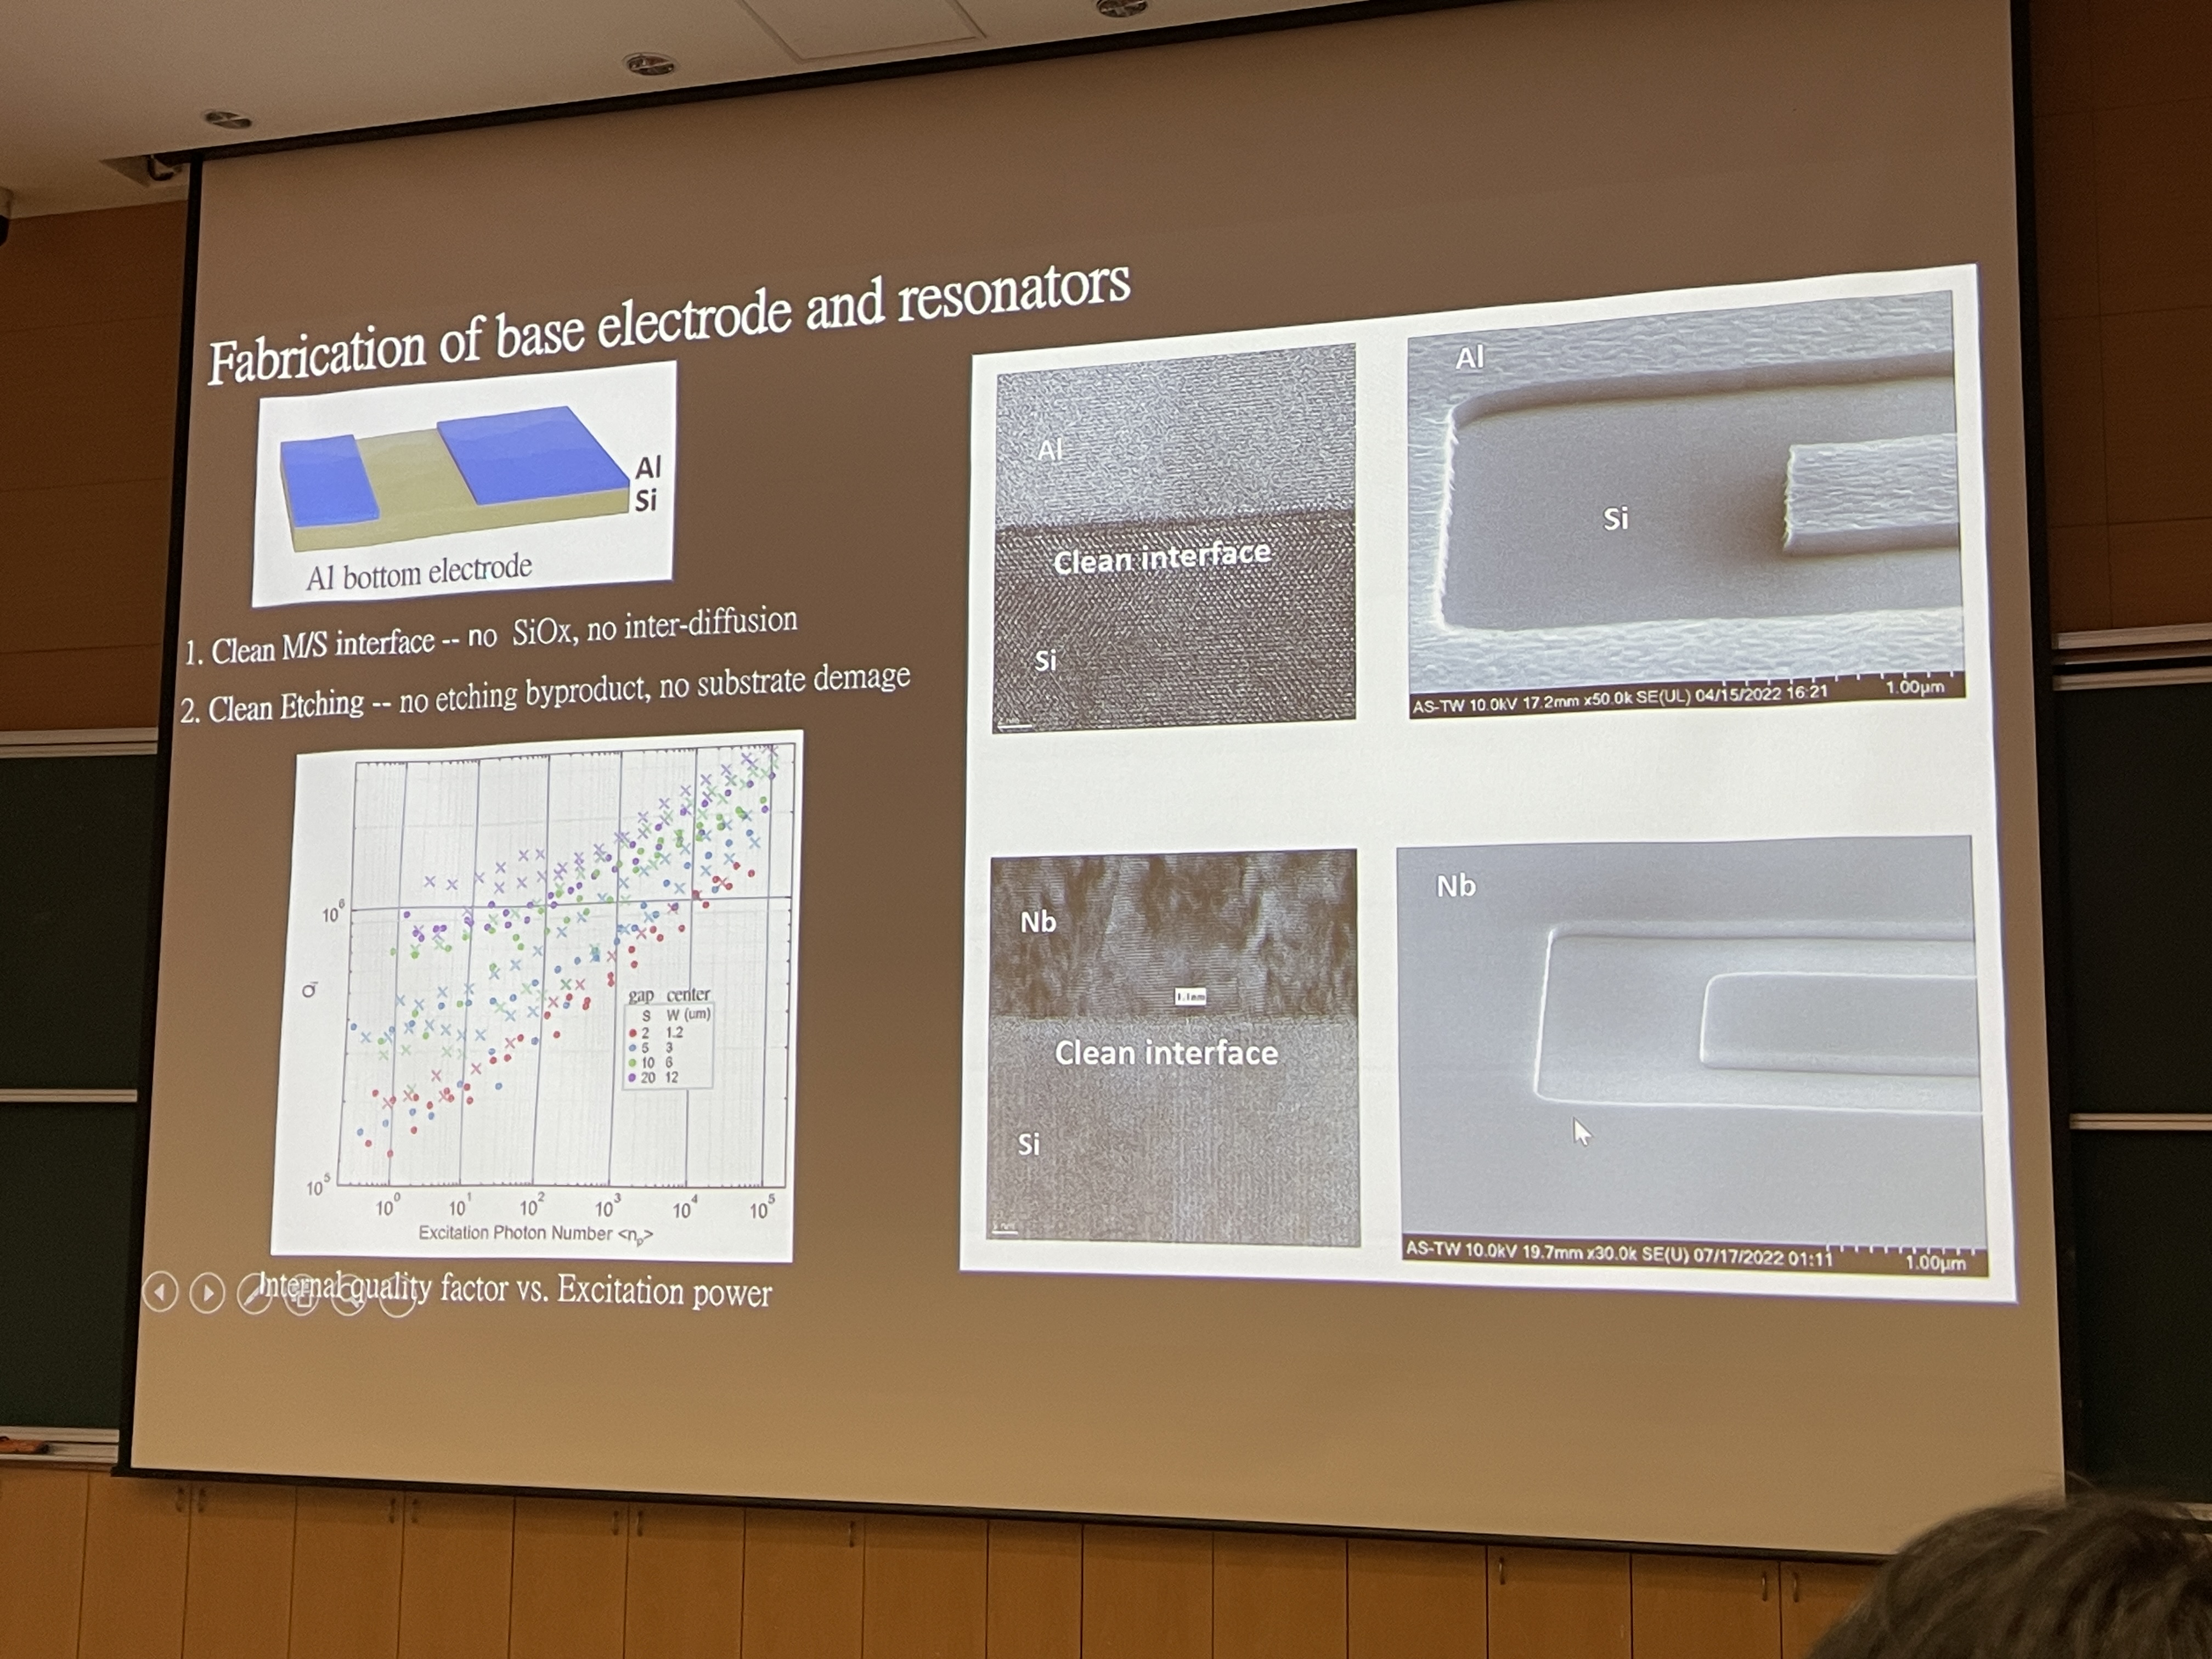 Fabrication of base electrode and resonators
Al
Si
Al bottom electrode
1. Clean M/S interface -- no SiOx, no inter-diffusion
2. Clean Etching -- no etching byproduct, no substrate demage
10^6
10^5
gap center
S W (um)
2 1.2
5 3
10 6
20 12
10^0 10^1 10^2 10^3 10^4 10^5
Excitation Photon Number <n_p>
Internal quality factor vs. Excitation power
Al
Clean interface
Si
Al
Si
AS-TW 10.0kV 17.2mm x50.0k SE(UL) 04/15/2022 16:21
1.00μm
Nb
1.1nm
Clean interface
Si
Nb
AS-TW 10.0kV 19.7mm x30.0k SE(U) 07/17/2022 01:11
1.00μm